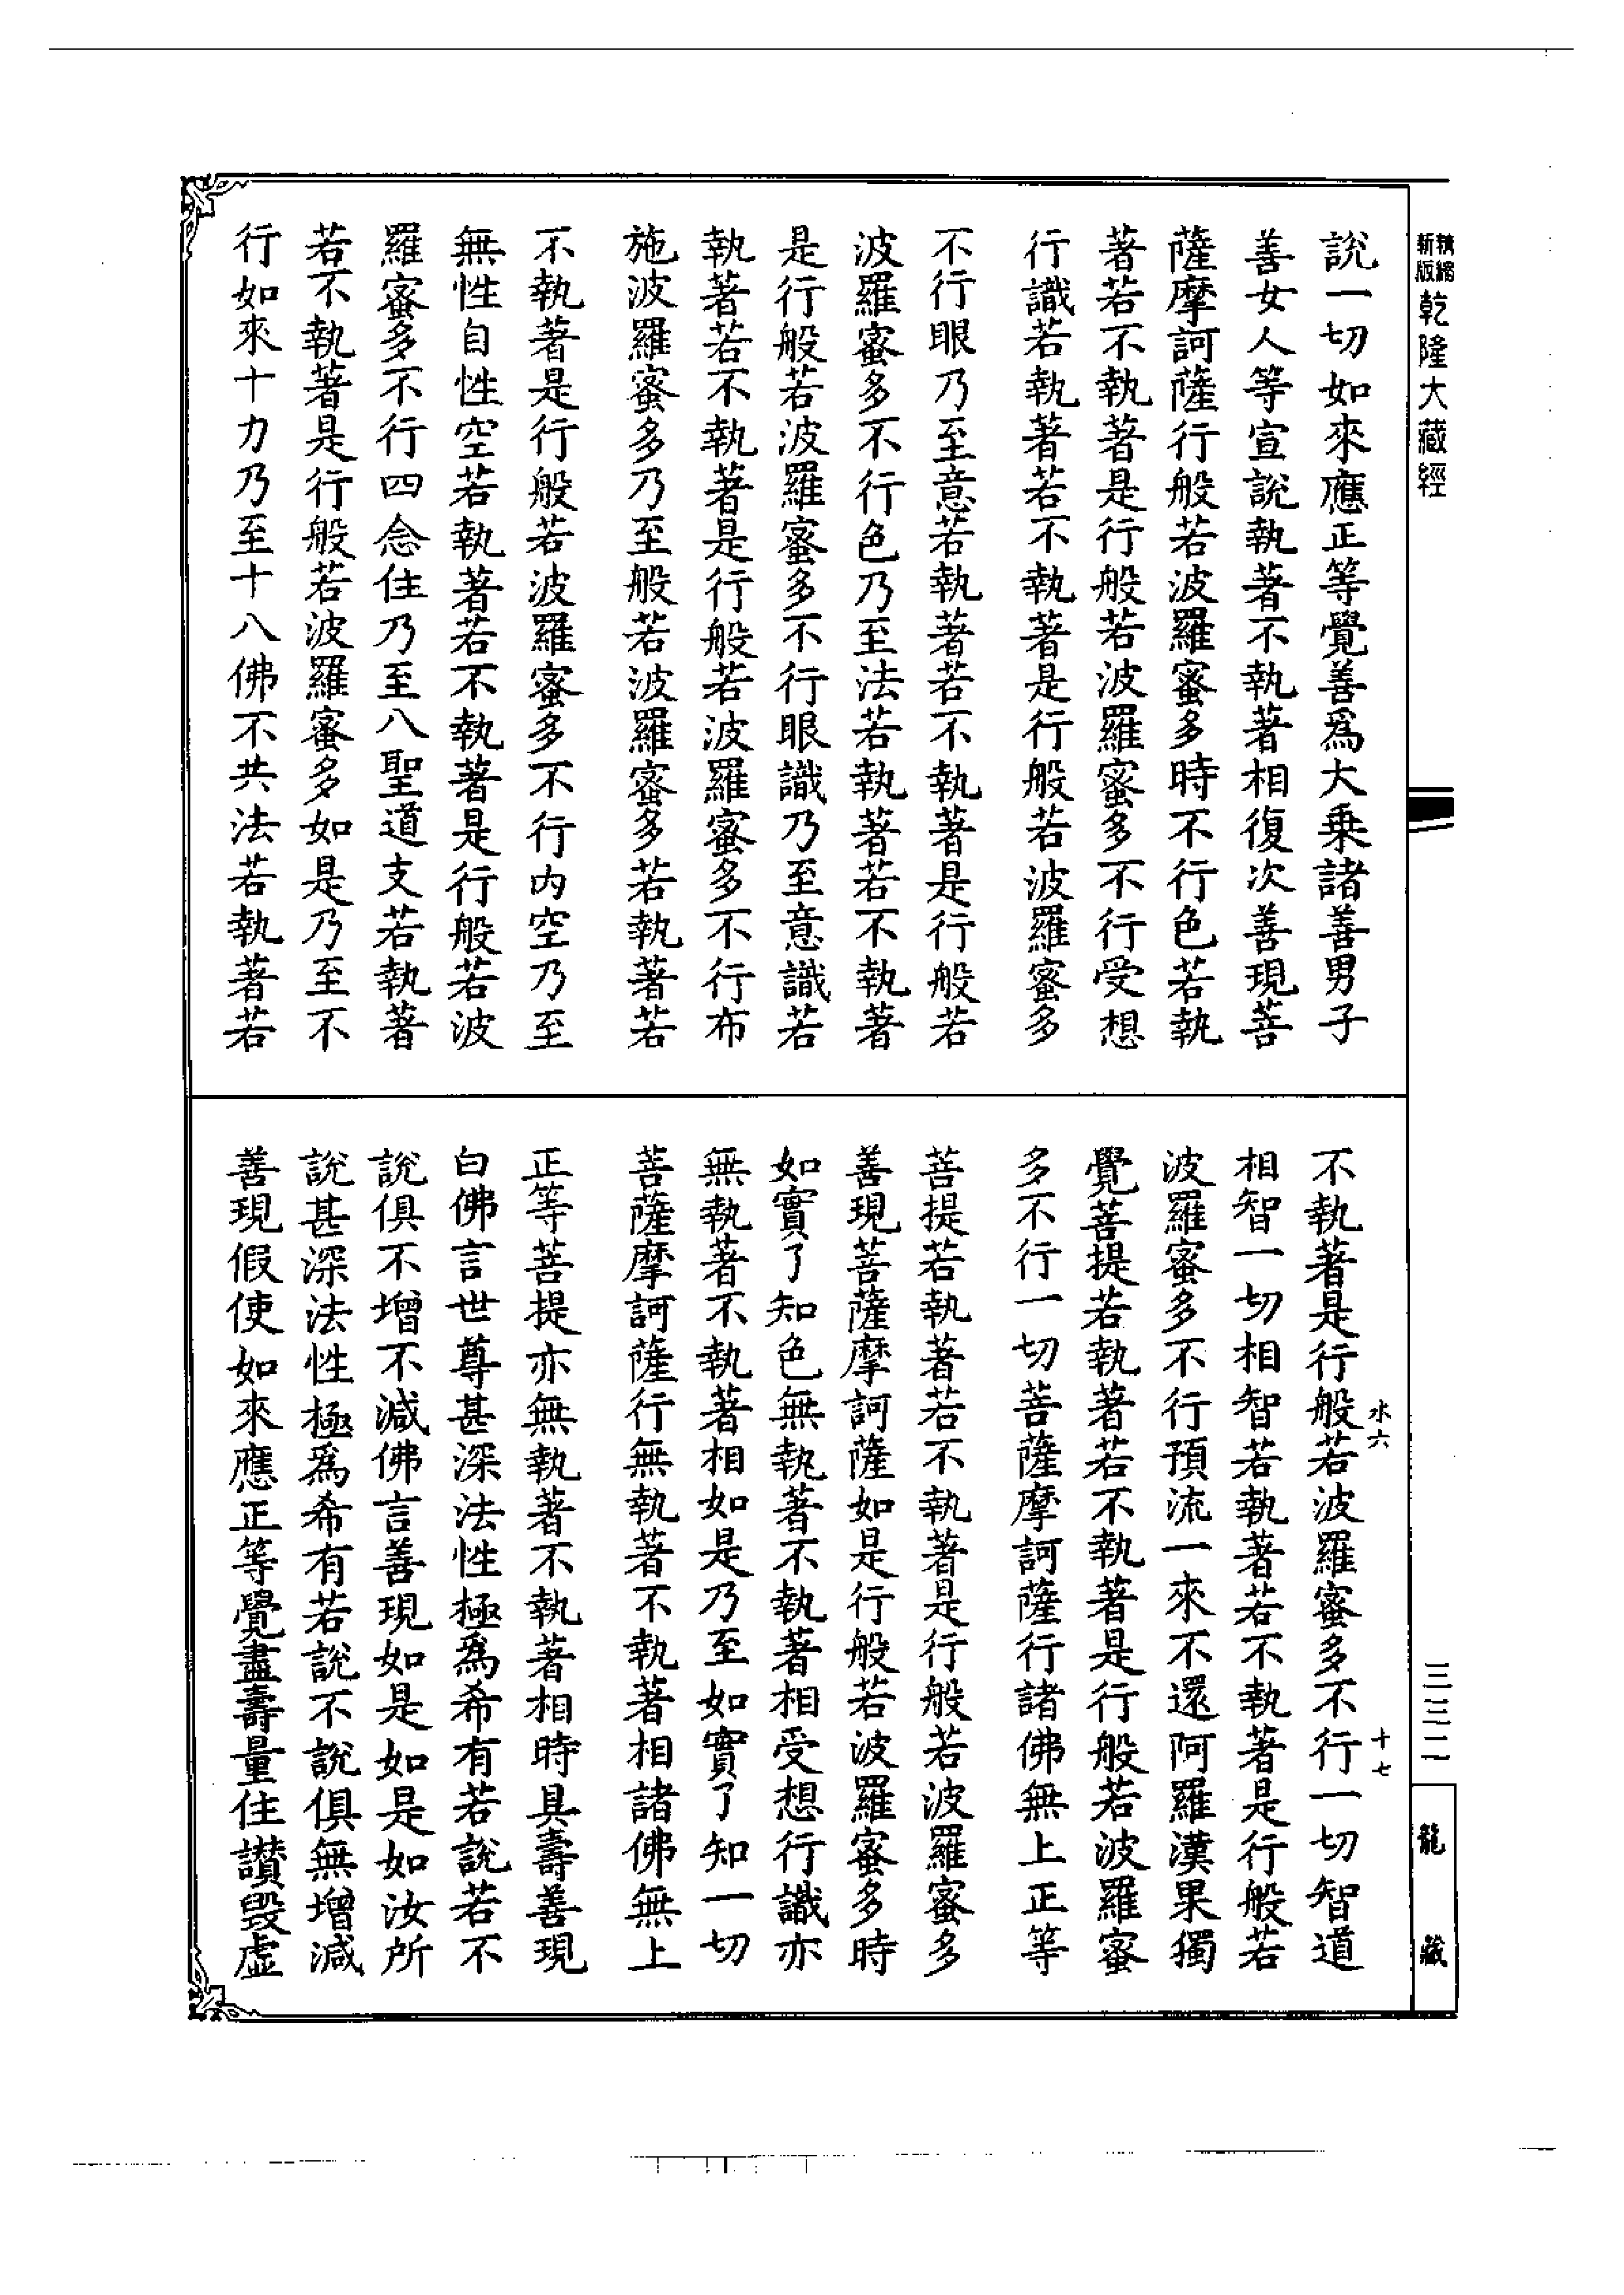 精縮新版乾隆大藏經
說一切如來應正等覺善爲大乘諸善男子
善女人等宣說執著不執著相復次善現菩
薩摩訶薩行般若波羅蜜多時不行色若執
著若不執著是行般若波羅蜜多不行受想
行識若執著若不執著是行般若波羅蜜多
不行眼乃至意若執著若不執著是行般若
波羅蜜多不行色乃至法若執著若不執著
是行般若波羅蜜多不行眼識乃至意識若
執著若不執著是行般若波羅蜜多不行布
施波羅蜜多乃至般若波羅蜜多若執著若
不執著是行般若波羅蜜多不行內空乃至
無性自性空若執著若不執著是行般若波
羅蜜多不行四念住乃至八聖道支若執著
若不執著是行般若波羅蜜多如是乃至不
行如來十力乃至十八佛不共法若執著若
不執著是行般若波羅蜜多不行一切智道
相智一切相智若執著若不執著是行般若
波羅蜜多不行預流一來不還阿羅漢果獨
覺菩提若執著若不執著是行般若波羅蜜
多不行一切菩薩摩訶薩行諸佛無上正等
菩提若執著若不執著是行般若波羅蜜多
善現菩薩摩訶薩如是行般若波羅蜜多時
如實了知色無執著不執著相受想行識亦
無執著不執著相如是乃至如實了知一切
菩薩摩訶薩行無執著不執著相諸佛無上
正等菩提亦無執著不執著相時具壽善現
白佛言世尊甚深法性極爲希有若說若不
說俱不增不減佛言善現如是如是如汝所
說甚深法性極爲希有若說不說俱無增減
善現假使如來應正等覺盡壽量住讚毀虛
水六
十七
三三二
龍藏